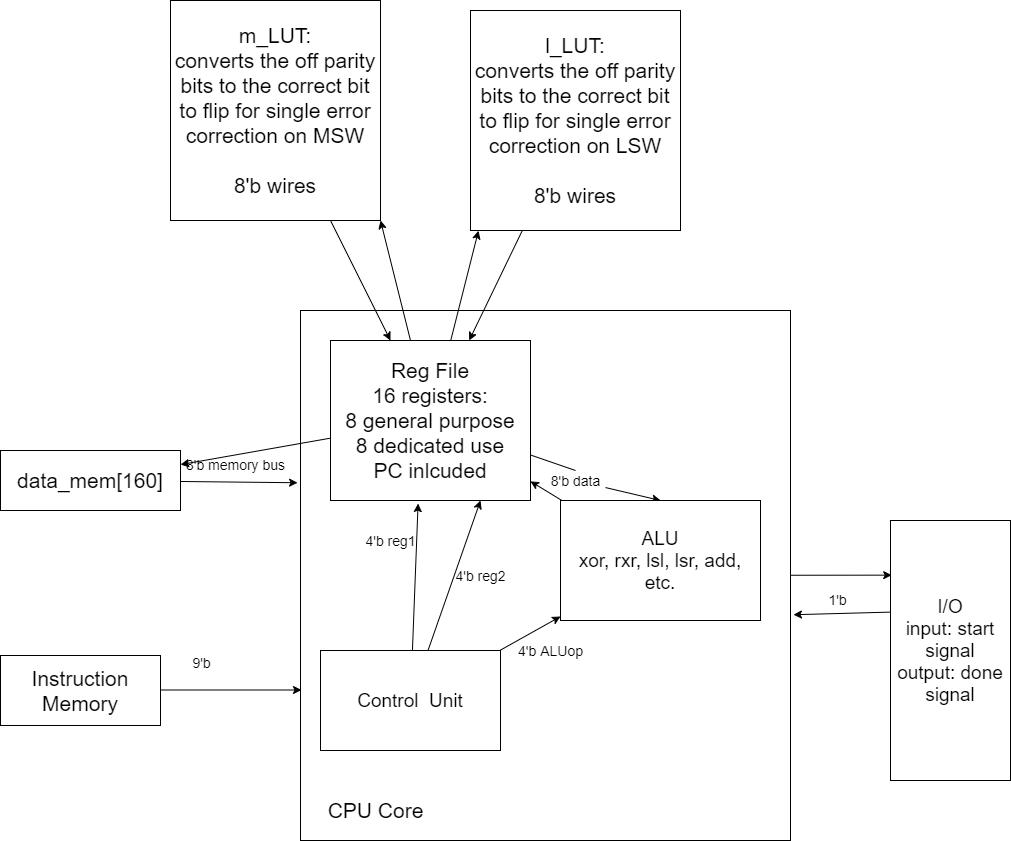 m_LUT:
converts the off parity
bits to the correct bit
to flip for single error
correction on MSW
8'b wires
l_LUT:
converts the off parity
bits to the correct bit
to flip for single error
correction on LSW
8'b wires
Reg File
16 registers:
8 general purpose
8 dedicated use
PC inlcuded
data_mem[160]
8'b memory bus
8'b data
ALU
xor, rxr, lsl, lsr, add,
etc.
4'b reg1
4'b reg2
4'b ALUop
1'b
I/O
input: start
signal
output: done
signal
9'b
Instruction
Memory
Control Unit
CPU Core